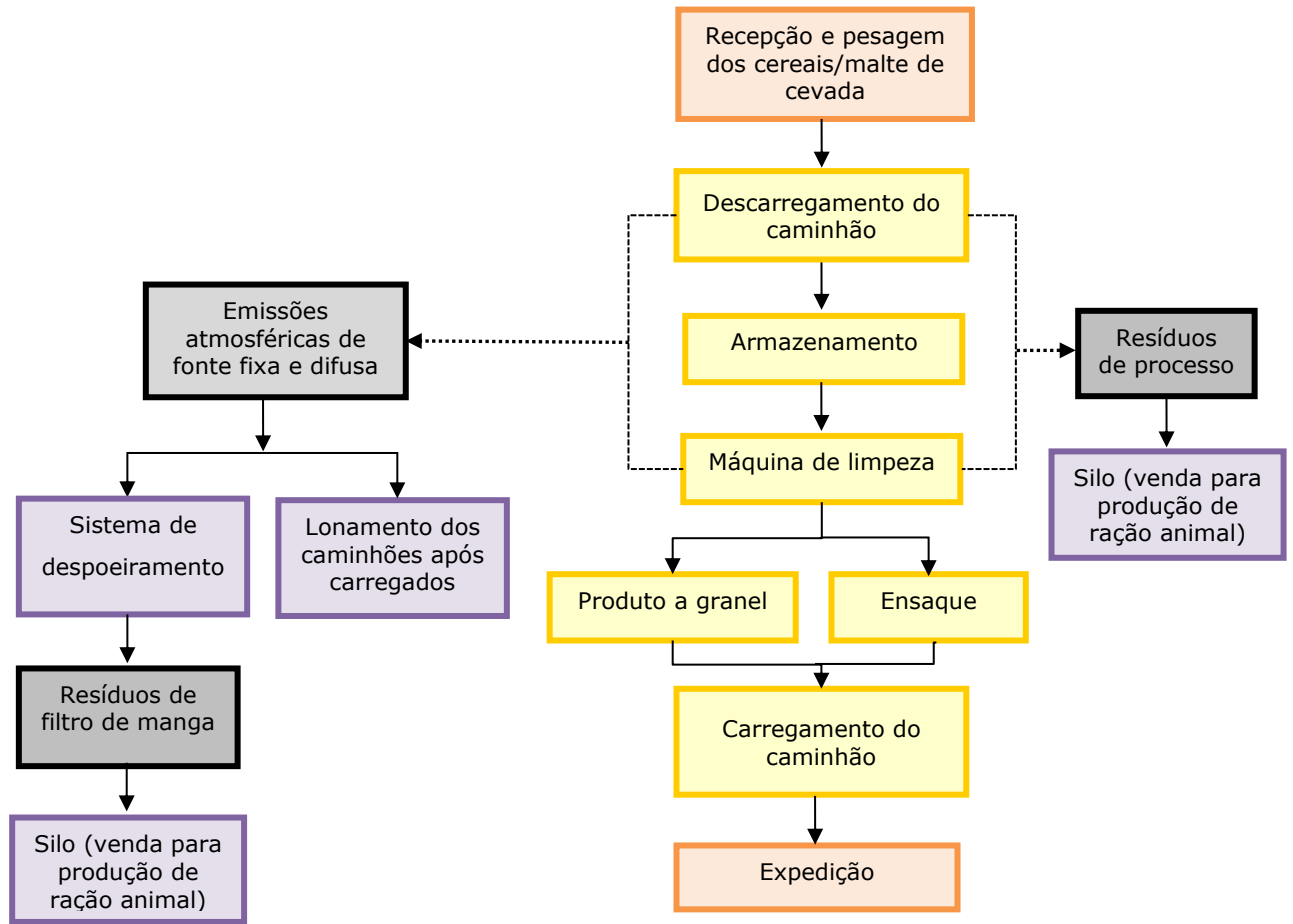 Recepção e pesagem
dos cereais/malte de
cevada
Descarregamento do
caminhão
Emissões
atmosféricas de
fonte fixa e difusa
Armazenamento
Resíduos
de processo
Máquina de limpeza
Silo (venda para
produção de
ração animal)
Sistema de
despoeiramento
Lonamento dos
caminhões após
carregados
Produto a granel
Ensaque
Resíduos de
filtro de manga
Carregamento do
caminhão
Silo (venda para
produção de
ração animal)
Expedição